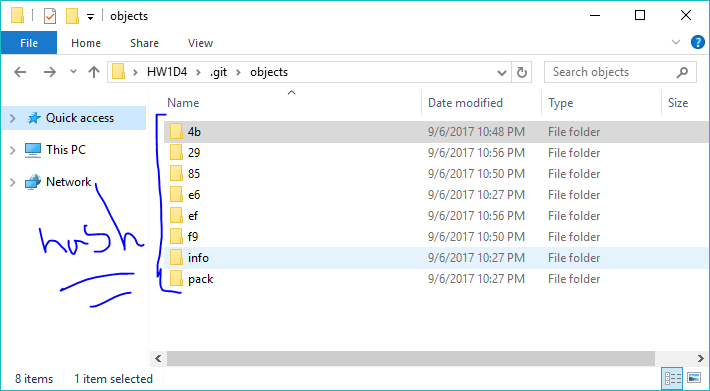 objects
File
Home
Share
View
HW1D4 > .git > objects
Search objects
Quick access
This PC
Network
hash
Name
Date modified
Type
Size
4b 9/6/2017 10:48 PM File folder
29 9/6/2017 10:56 PM File folder
85 9/6/2017 10:50 PM File folder
e6 9/6/2017 10:27 PM File folder
ef 9/6/2017 10:56 PM File folder
f9 9/6/2017 10:50 PM File folder
info 9/6/2017 10:27 PM File folder
pack 9/6/2017 10:27 PM File folder
8 items
1 item selected